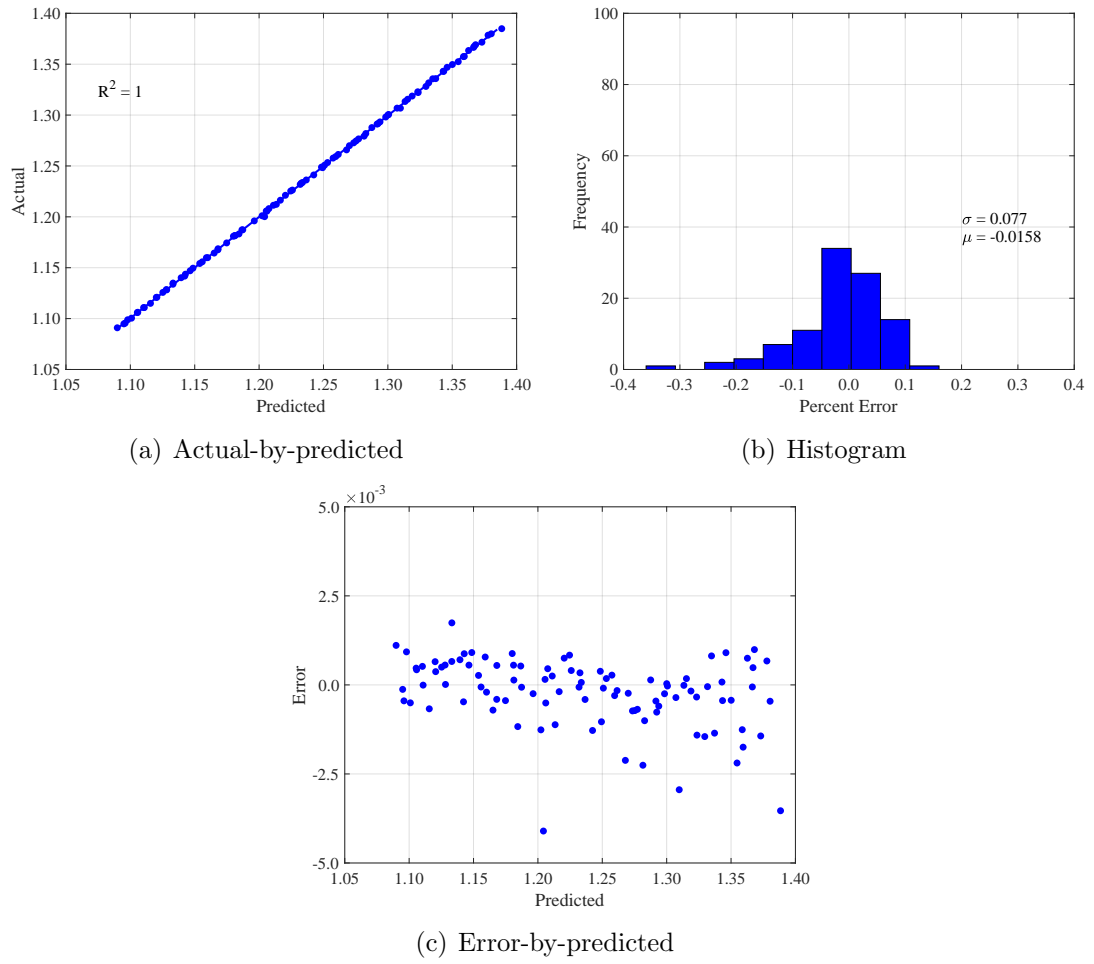 1.40
1.35
1.30
1.25
1.20
1.15
1.10
1.05
Actual
R² = 1
1.05 1.10 1.15 1.20 1.25 1.30 1.35 1.40
Predicted
(a) Actual-by-predicted
100
80
60
40
20
0
Frequency
σ = 0.077
μ = -0.0158
-0.4 -0.3 -0.2 -0.1 0.0 0.1 0.2 0.3 0.4
Percent Error
(b) Histogram
×10⁻³
5.0
2.5
0.0
-2.5
-5.0
Error
1.05 1.10 1.15 1.20 1.25 1.30 1.35 1.40
Predicted
(c) Error-by-predicted